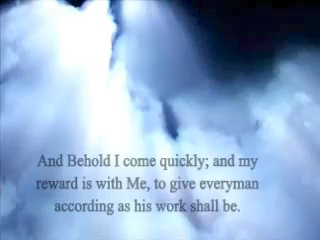 And Behold I come quickly; and my
reward is with Me, to give everyman
according as his work shall be.